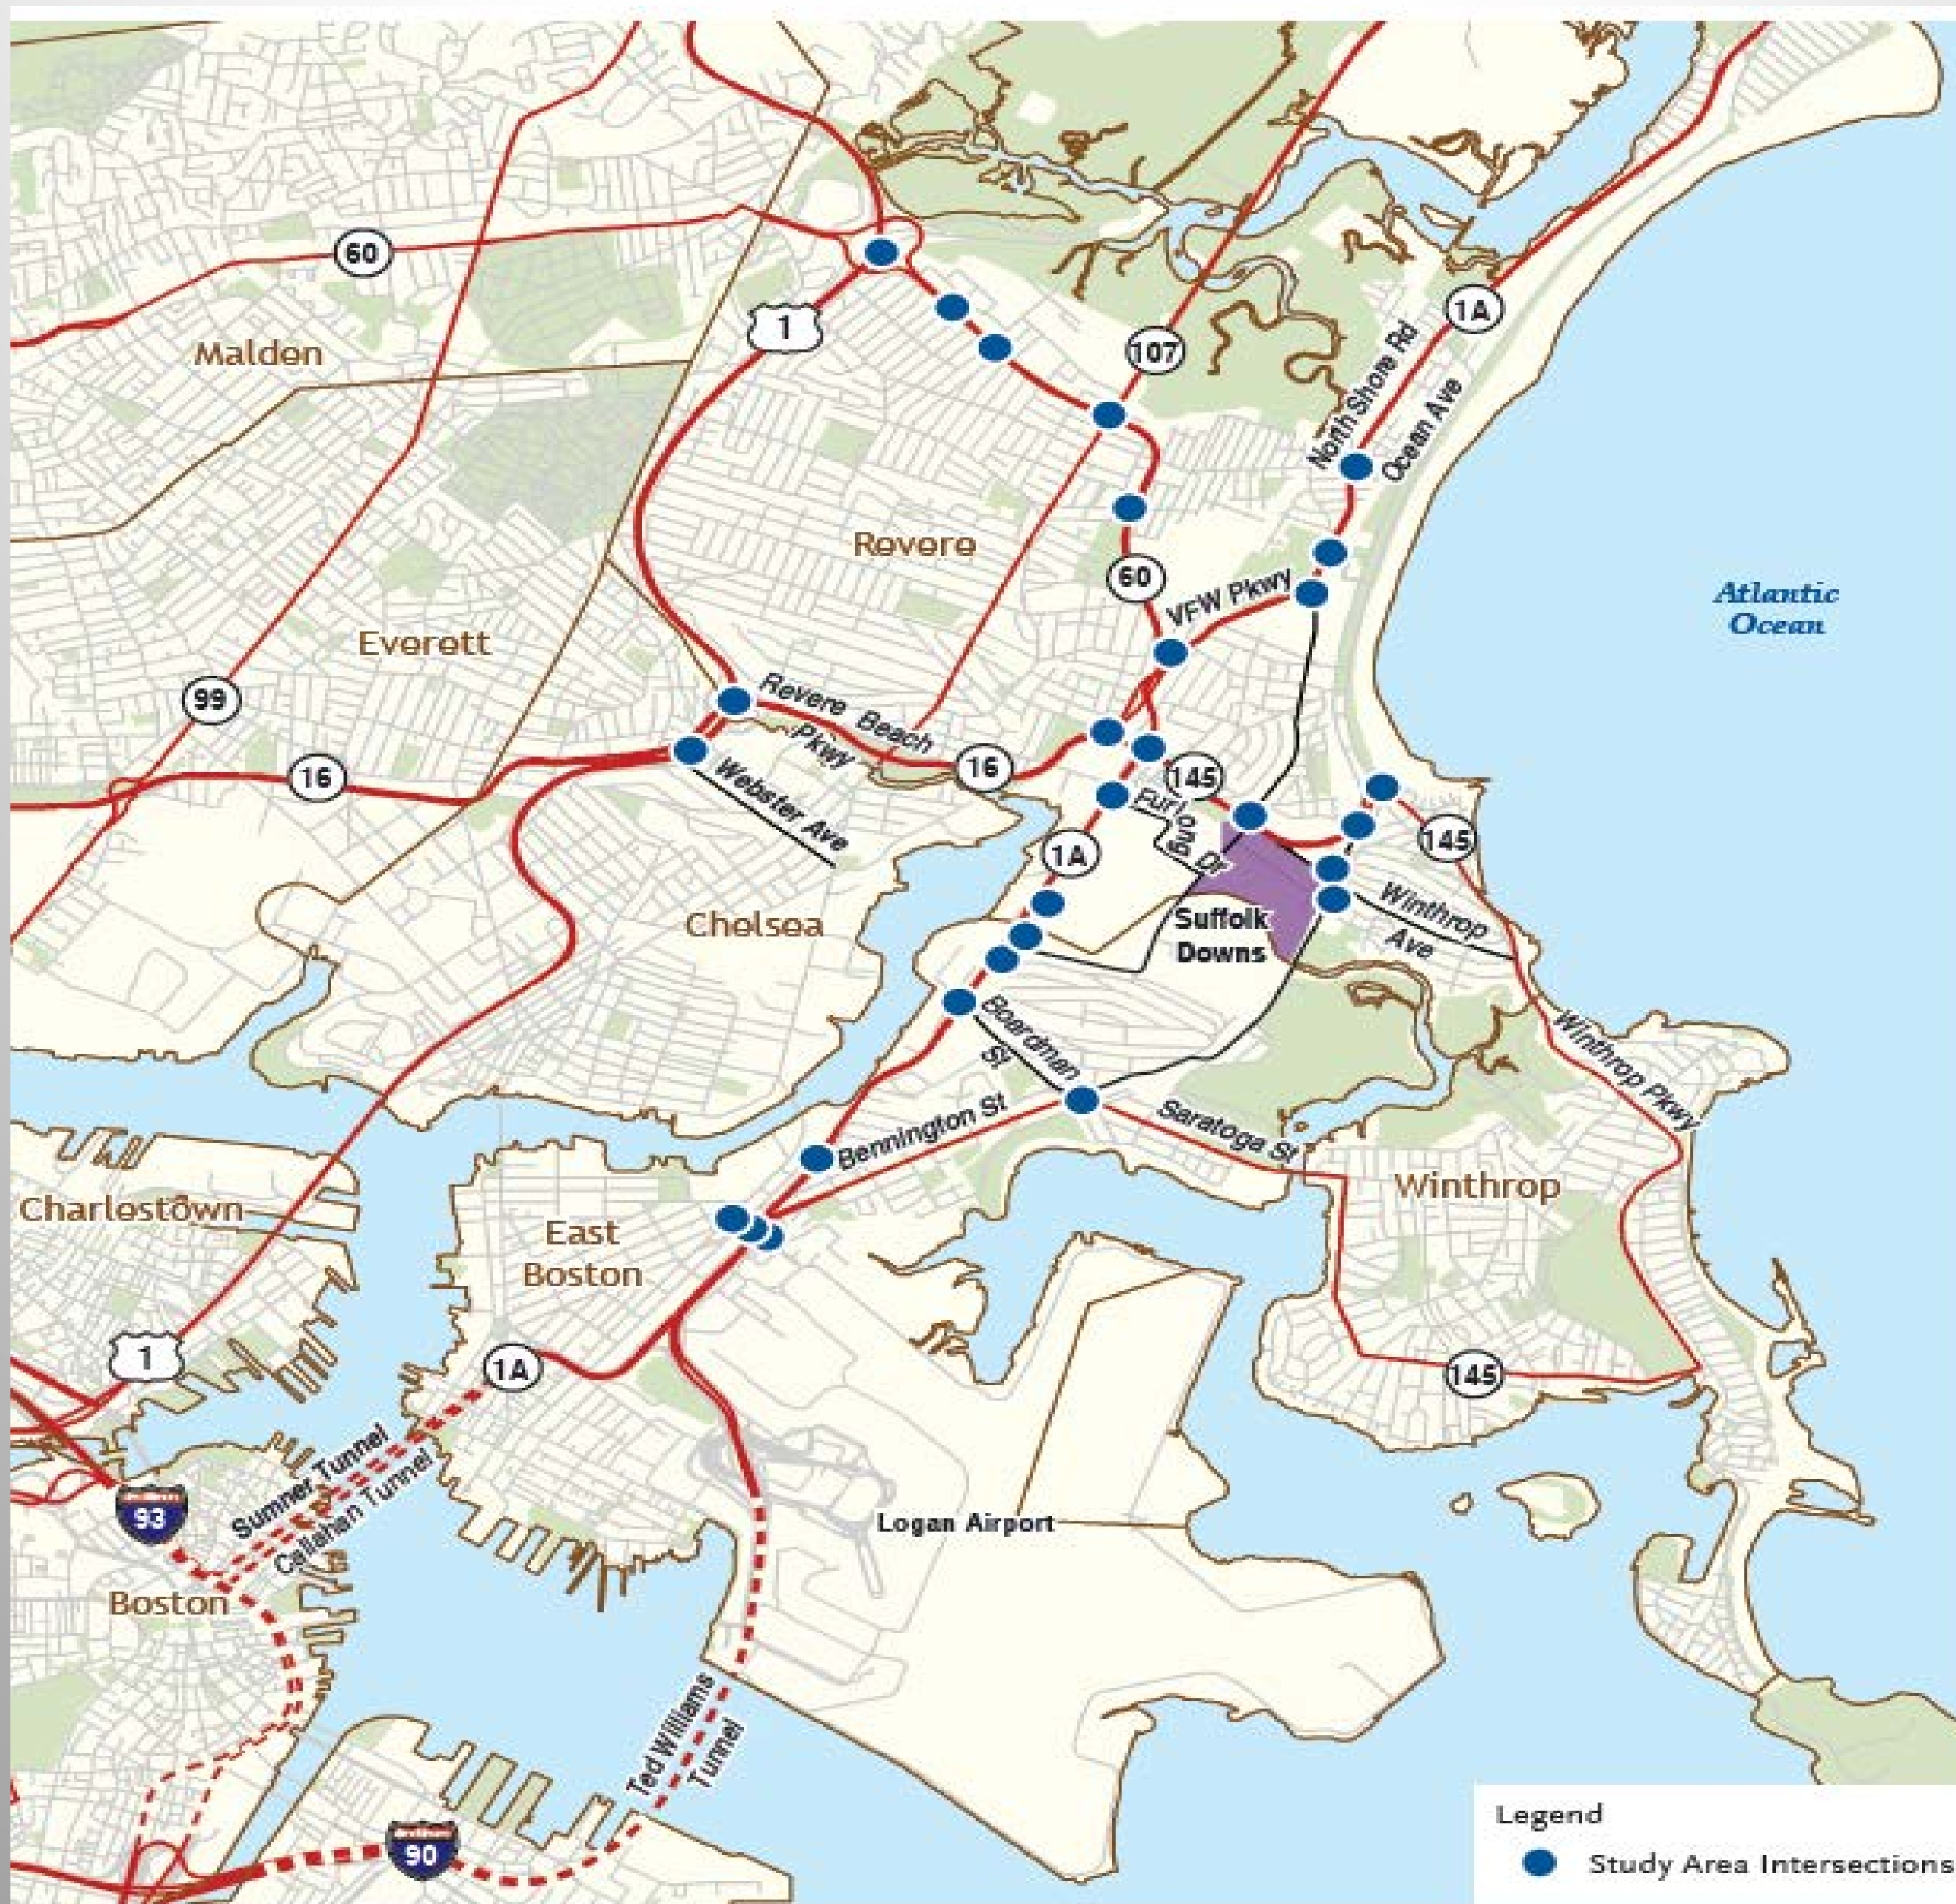 60
1
Malden
107
1A
North Shore Rd
Ocean Ave
Revere
60
VFW Pkwy
Atlantic
Ocean
Everett
99
Revere Beach
Pkwy
16
16
Webster Ave
145
Furlong Dr
1A
145
Chelsea
Suffolk
Downs
Winthrop
Ave
Boardman
St
Winthrop Pkwy
Bennington St
Saratoga St
Winthrop
Charlestown
East
Boston
1
1A
145
Sumner Tunnel
Callahan Tunnel
93
Logan Airport
Boston
Ted Williams
Tunnel
90
Legend
Study Area Intersections